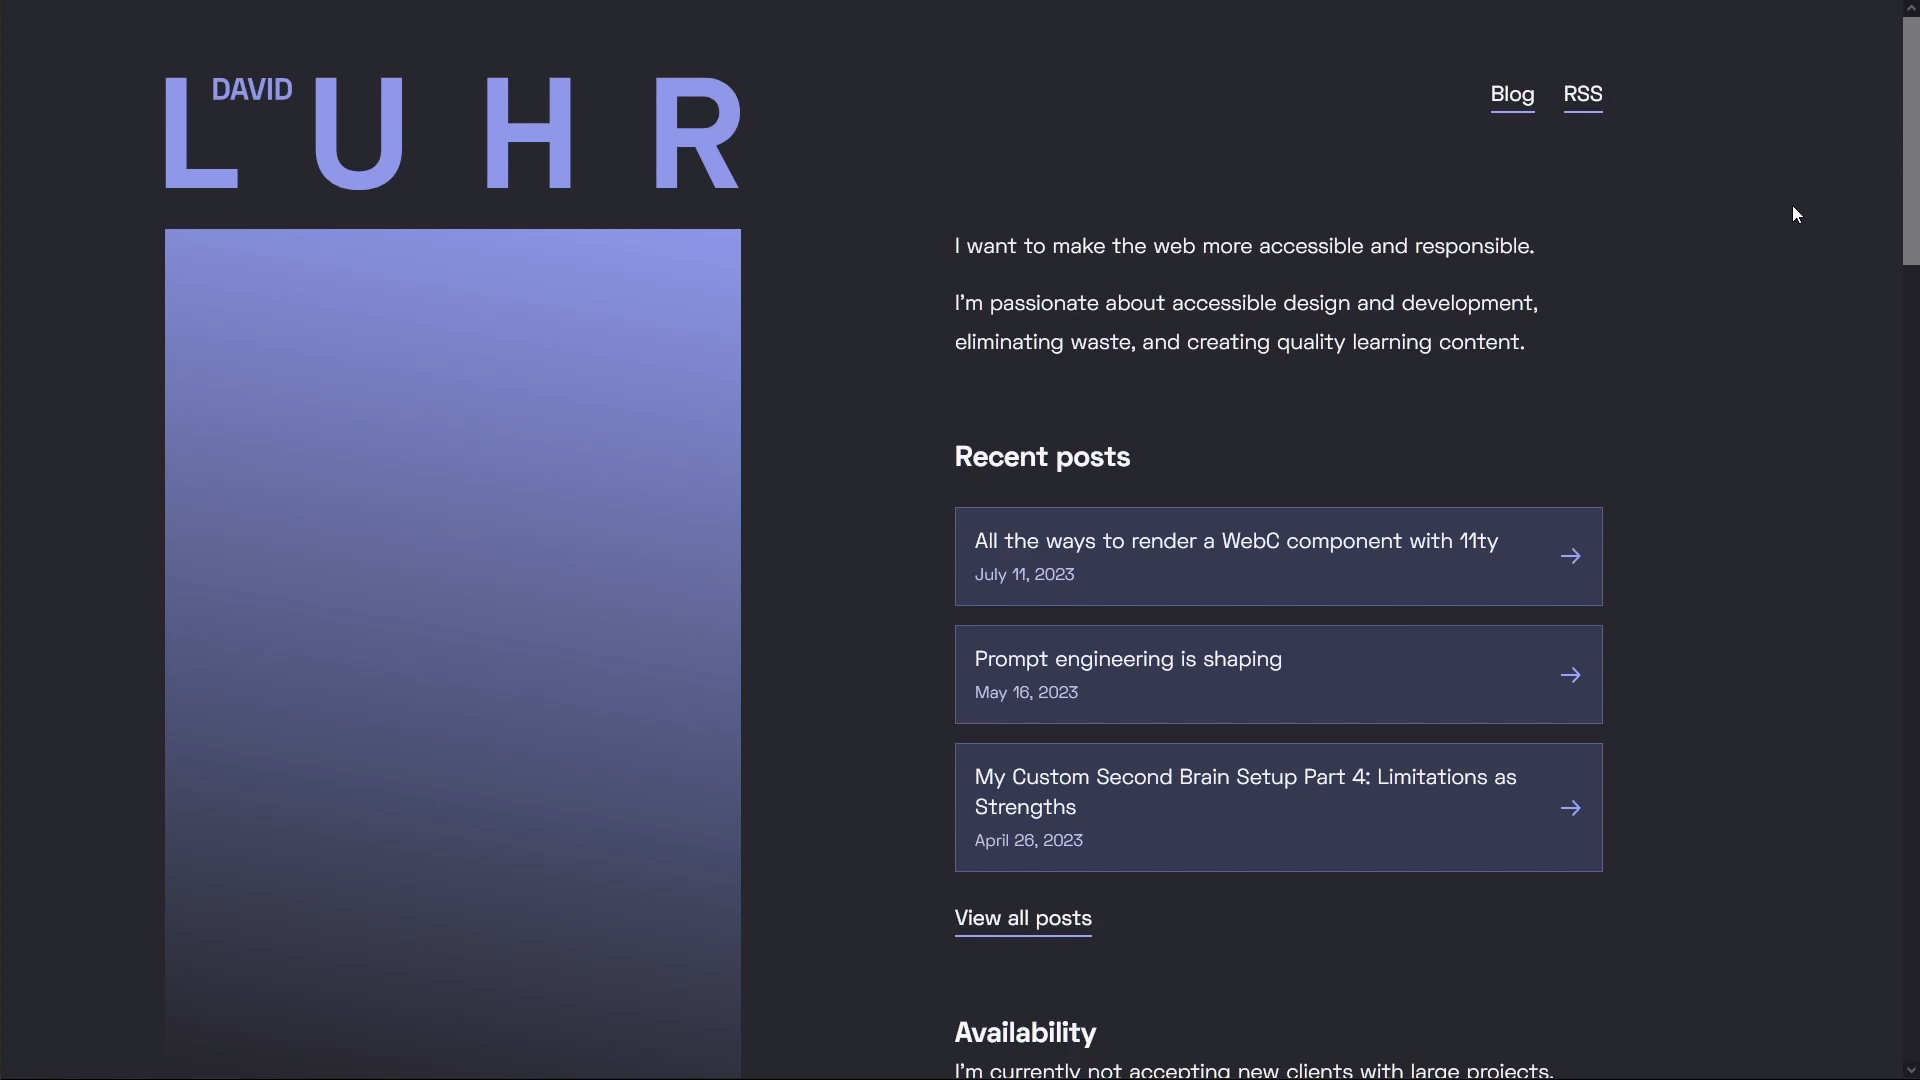 DAVID
LUHR
Blog RSS
I want to make the web more accessible and responsible.
I'm passionate about accessible design and development,
eliminating waste, and creating quality learning content.
Recent posts
All the ways to render a WebC component with 11ty
July 11, 2023
Prompt engineering is shaping
May 16, 2023
My Custom Second Brain Setup Part 4: Limitations as
Strengths
April 26, 2023
View all posts
Availability
I'm currently not accepting new clients with large projects.